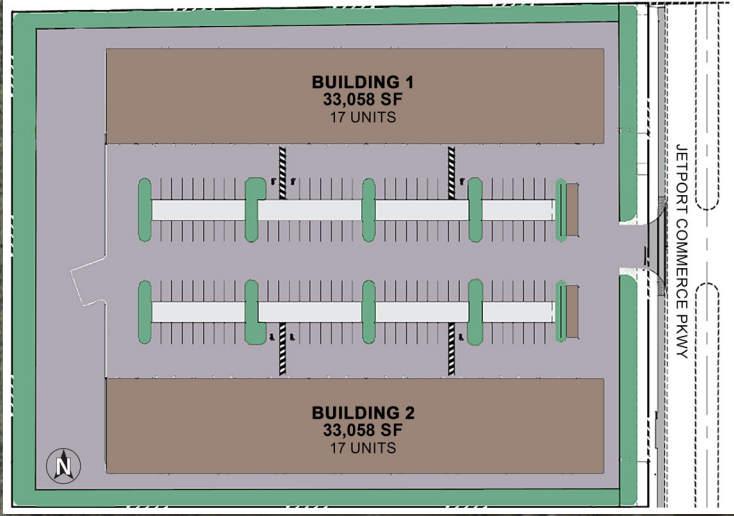 BUILDING 1
33,058 SF
17 UNITS
JETPORT COMMERCE PKWY
BUILDING 2
33,058 SF
17 UNITS
N